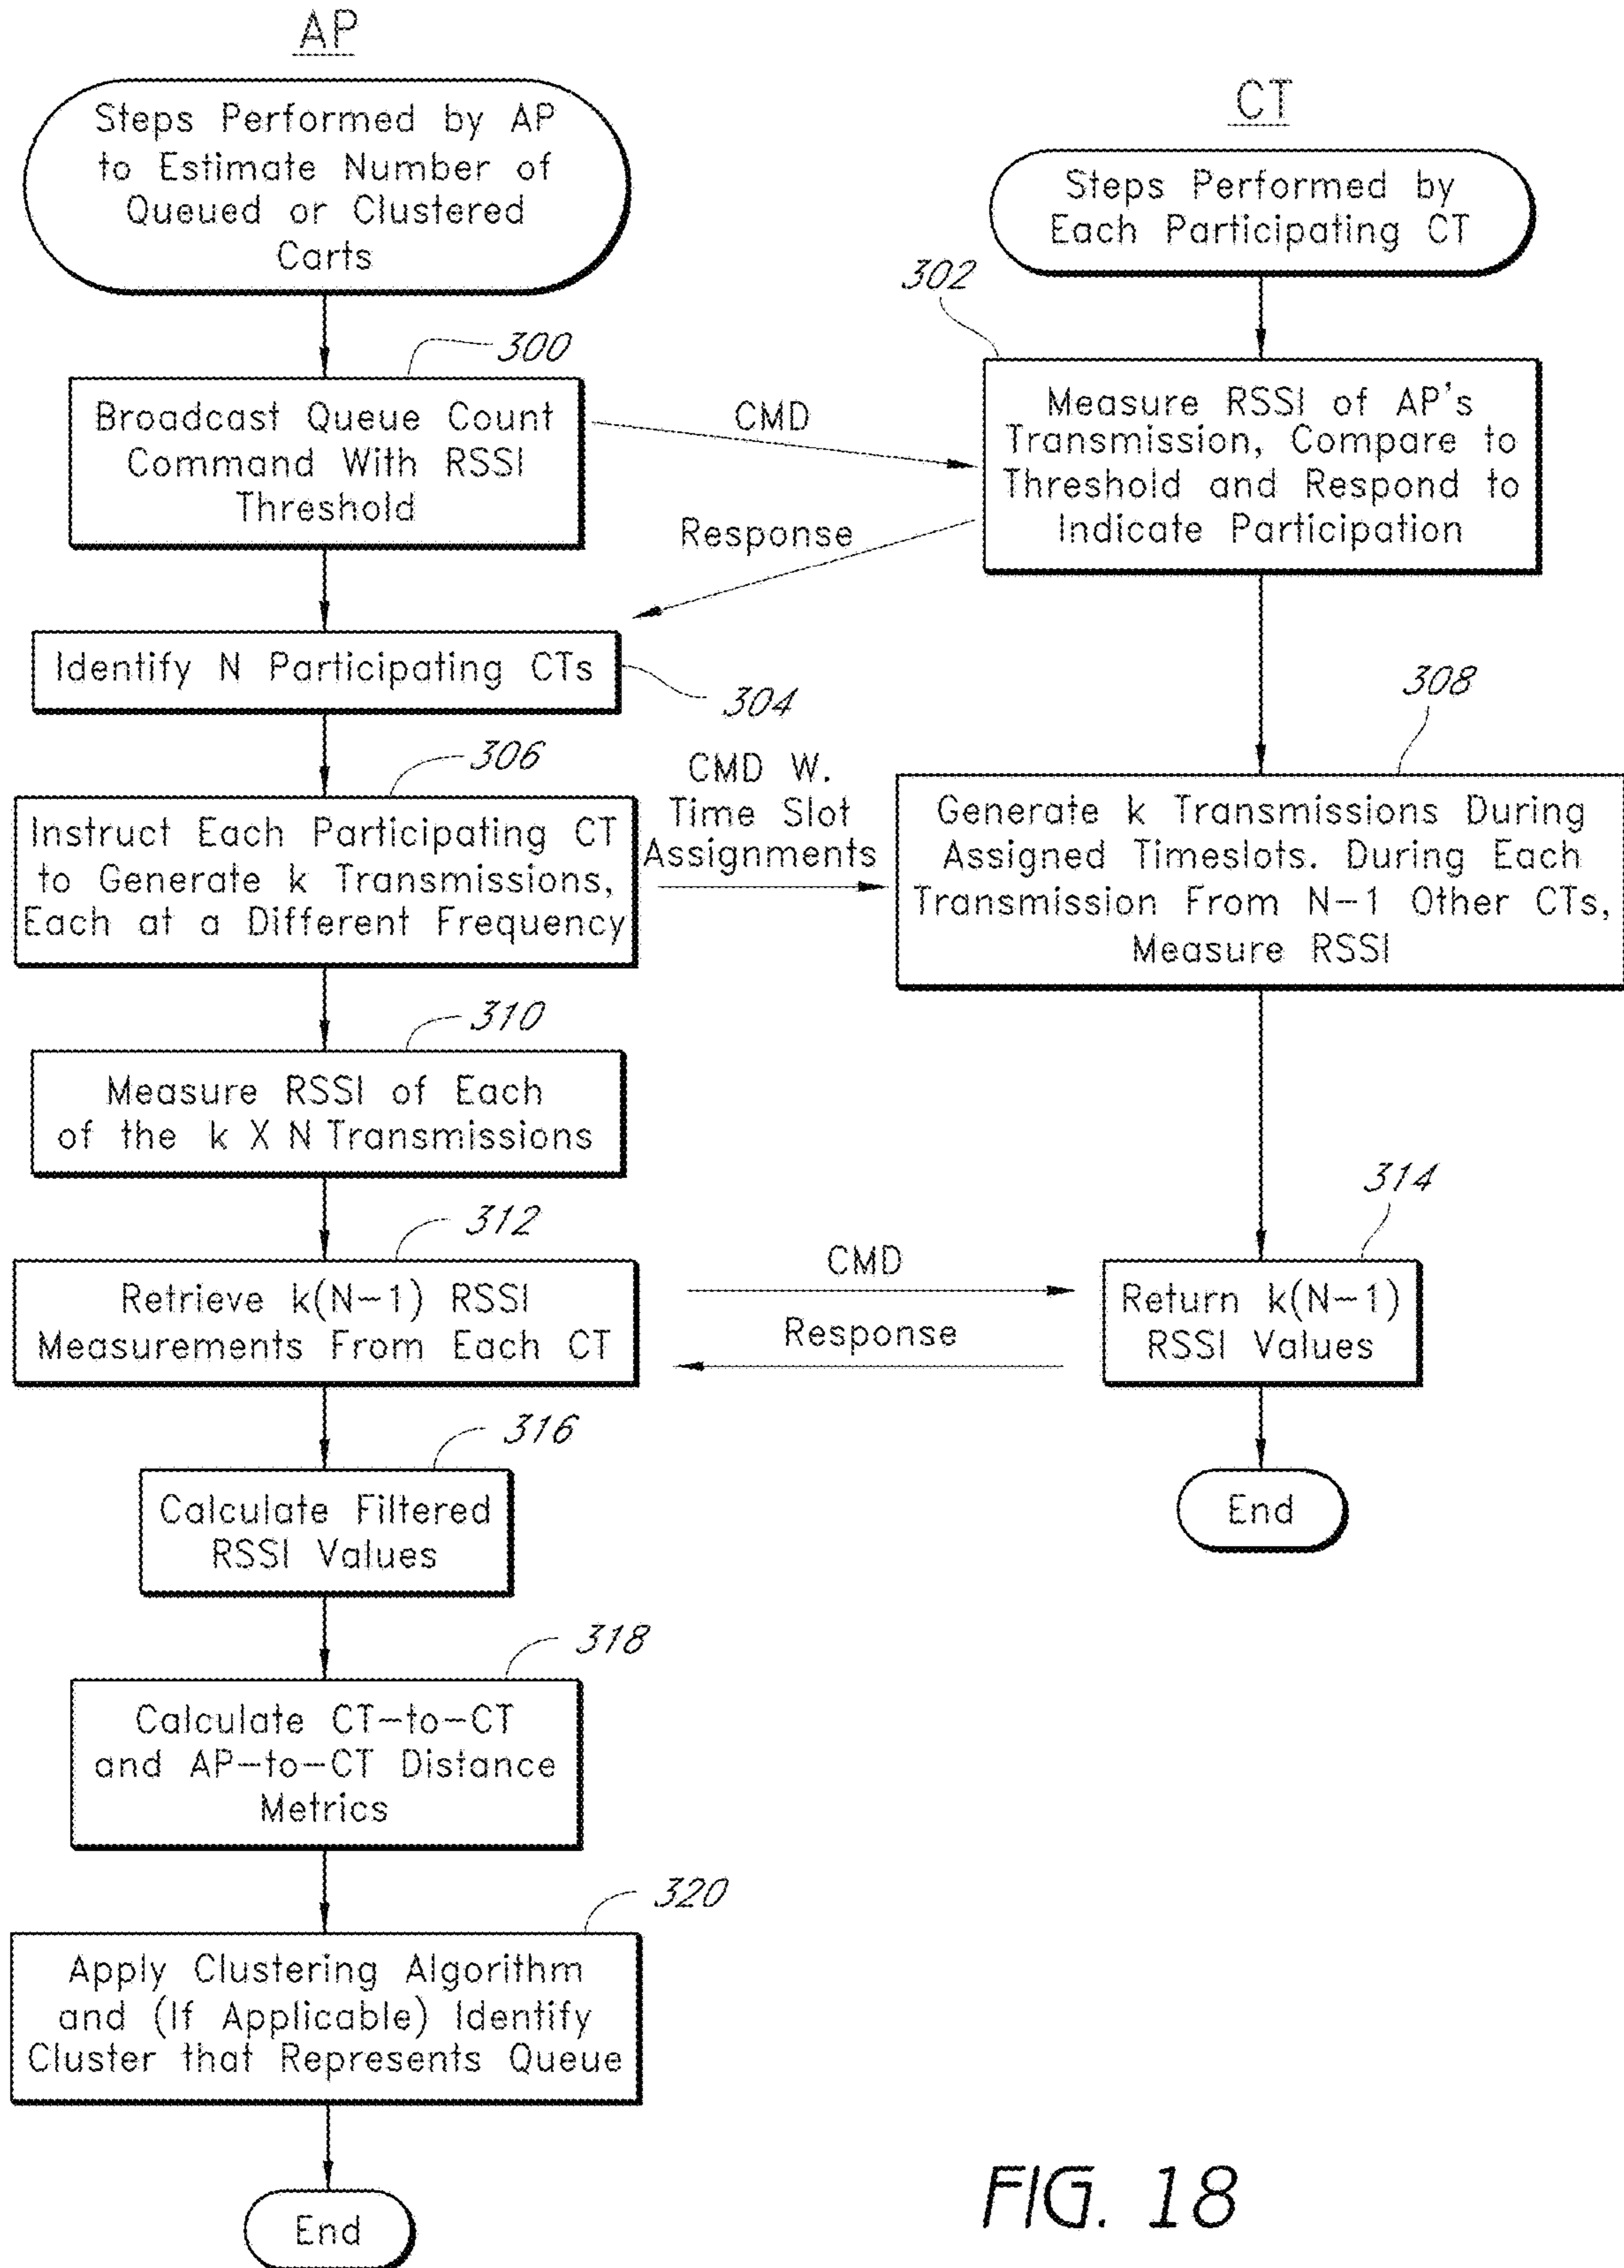 AP
Steps Performed by AP
to Estimate Number of
Queued or Clustered
Carts
CT
Steps Performed by
Each Participating CT
300
Broadcast Queue Count
Command With RSSI
Threshold
CMD
302
Measure RSSI of AP's
Transmission, Compare to
Threshold and Respond to
Indicate Participation
Response
Identify N Participating CTs
304
306
Instruct Each Participating CT
to Generate k Transmissions,
Each at a Different Frequency
CMD W.
Time Slot
Assignments
308
Generate k Transmissions During
Assigned Timeslots. During Each
Transmission From N-1 Other CTs,
Measure RSSI
310
Measure RSSI of Each
of the k X N Transmissions
312
Retrieve k(N-1) RSSI
Measurements From Each CT
CMD
Response
314
Return k(N-1)
RSSI Values
End
316
Calculate Filtered
RSSI Values
318
Calculate CT-to-CT
and AP-to-CT Distance
Metrics
320
Apply Clustering Algorithm
and (If Applicable) Identify
Cluster that Represents Queue
End
FIG. 18